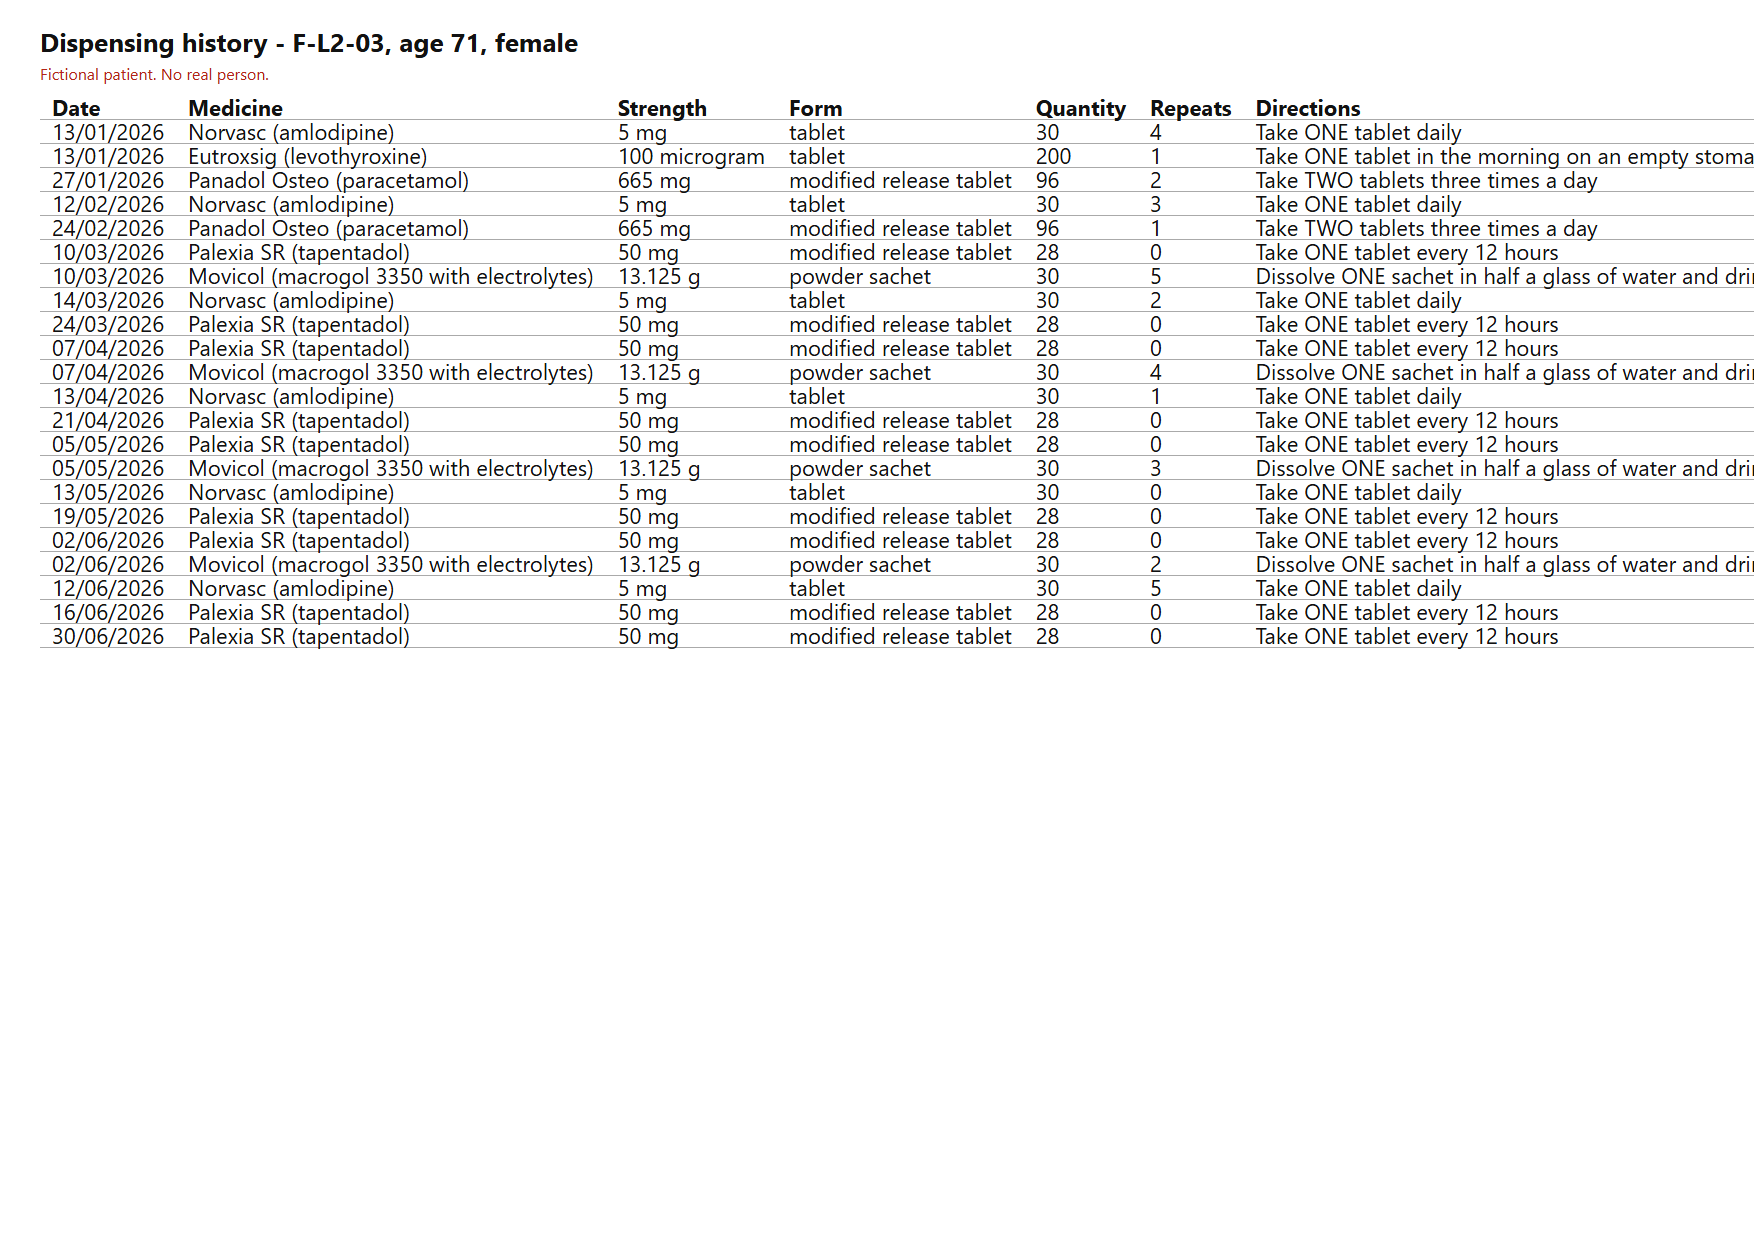 Dispensing history - F-L2-03, age 71, female
Fictional patient. No real person.
Date Medicine Strength Form Quantity Repeats Directions
13/01/2026 Norvasc (amlodipine) 5 mg tablet 30 4 Take ONE tablet daily
13/01/2026 Eutroxsig (levothyroxine) 100 microgram tablet 200 1 Take ONE tablet in the morning on an empty stoma
27/01/2026 Panadol Osteo (paracetamol) 665 mg modified release tablet 96 2 Take TWO tablets three times a day
12/02/2026 Norvasc (amlodipine) 5 mg tablet 30 3 Take ONE tablet daily
24/02/2026 Panadol Osteo (paracetamol) 665 mg modified release tablet 96 1 Take TWO tablets three times a day
10/03/2026 Palexia SR (tapentadol) 50 mg modified release tablet 28 0 Take ONE tablet every 12 hours
10/03/2026 Movicol (macrogol 3350 with electrolytes) 13.125 g powder sachet 30 5 Dissolve ONE sachet in half a glass of water and dri
14/03/2026 Norvasc (amlodipine) 5 mg tablet 30 2 Take ONE tablet daily
24/03/2026 Palexia SR (tapentadol) 50 mg modified release tablet 28 0 Take ONE tablet every 12 hours
07/04/2026 Palexia SR (tapentadol) 50 mg modified release tablet 28 0 Take ONE tablet every 12 hours
07/04/2026 Movicol (macrogol 3350 with electrolytes) 13.125 g powder sachet 30 4 Dissolve ONE sachet in half a glass of water and dri
13/04/2026 Norvasc (amlodipine) 5 mg tablet 30 1 Take ONE tablet daily
21/04/2026 Palexia SR (tapentadol) 50 mg modified release tablet 28 0 Take ONE tablet every 12 hours
05/05/2026 Palexia SR (tapentadol) 50 mg modified release tablet 28 0 Take ONE tablet every 12 hours
05/05/2026 Movicol (macrogol 3350 with electrolytes) 13.125 g powder sachet 30 3 Dissolve ONE sachet in half a glass of water and dri
13/05/2026 Norvasc (amlodipine) 5 mg tablet 30 0 Take ONE tablet daily
19/05/2026 Palexia SR (tapentadol) 50 mg modified release tablet 28 0 Take ONE tablet every 12 hours
02/06/2026 Palexia SR (tapentadol) 50 mg modified release tablet 28 0 Take ONE tablet every 12 hours
02/06/2026 Movicol (macrogol 3350 with electrolytes) 13.125 g powder sachet 30 2 Dissolve ONE sachet in half a glass of water and dri
12/06/2026 Norvasc (amlodipine) 5 mg tablet 30 5 Take ONE tablet daily
16/06/2026 Palexia SR (tapentadol) 50 mg modified release tablet 28 0 Take ONE tablet every 12 hours
30/06/2026 Palexia SR (tapentadol) 50 mg modified release tablet 28 0 Take ONE tablet every 12 hours